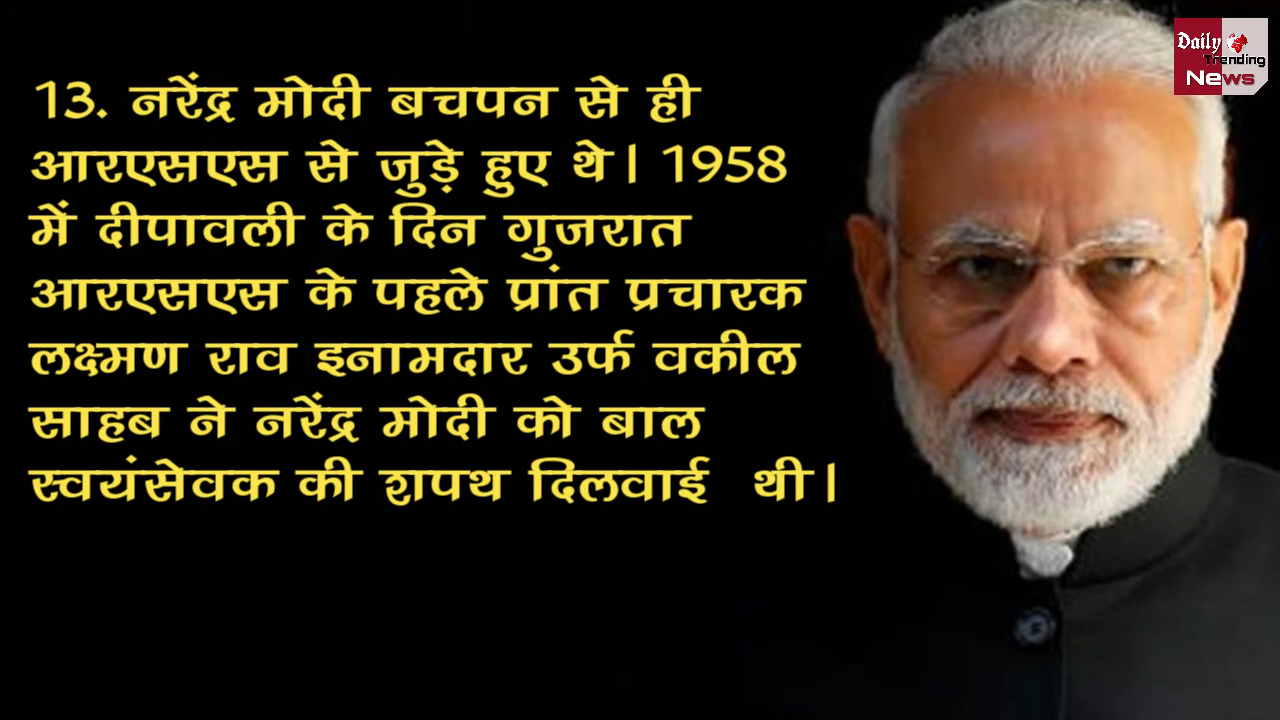 13. नरेंद्र मोदी बचपन से ही
आरएसएस से जुड़े हुए थे। 1958
में दीपावली के दिन गुजरात
आरएसएस के पहले प्रांत प्रचारक
लक्ष्मण राव इनामदार उर्फ वकील
साहब ने नरेंद्र मोदी को बाल
स्वयंसेवक की शपथ दिलवाई थी।
Daily
Trending
News